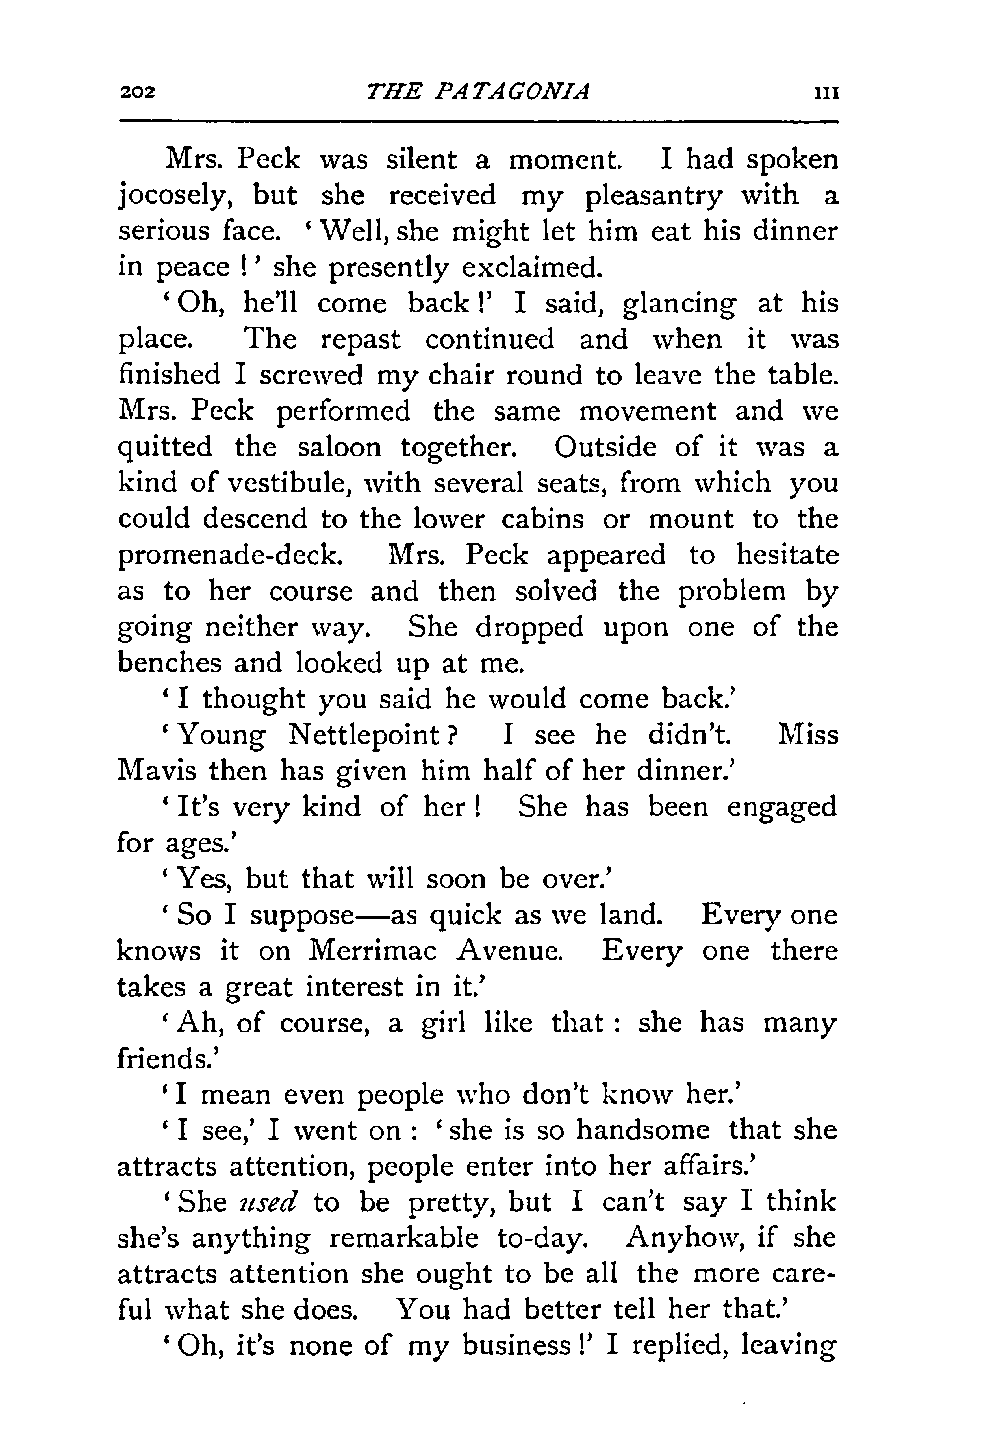 202 THE PATAGONIA III
Mrs. Peck was silent a moment. I had spoken
jocosely, but she received my pleasantry with a
serious face. ‘Well, she might let him eat his dinner
in peace!’ she presently exclaimed.
‘Oh, he’ll come back!’ I said, glancing at his
place. The repast continued and when it was
finished I screwed my chair round to leave the table.
Mrs. Peck performed the same movement and we
quitted the saloon together. Outside of it was a
kind of vestibule, with several seats, from which you
could descend to the lower cabins or mount to the
promenade-deck. Mrs. Peck appeared to hesitate
as to her course and then solved the problem by
going neither way. She dropped upon one of the
benches and looked up at me.
‘I thought you said he would come back.’
‘Young Nettlepoint? I see he didn’t. Miss
Mavis then has given him half of her dinner.’
‘It’s very kind of her! She has been engaged
for ages.’
‘Yes, but that will soon be over.’
‘So I suppose—as quick as we land. Every one
knows it on Merrimac Avenue. Every one there
takes a great interest in it.’
‘Ah, of course, a girl like that: she has many
friends.’
‘I mean even people who don’t know her.’
‘I see,’ I went on: ‘she is so handsome that she
attracts attention, people enter into her affairs.’
‘She used to be pretty, but I can’t say I think
she’s anything remarkable to-day. Anyhow, if she
attracts attention she ought to be all the more care-
ful what she does. You had better tell her that.’
‘Oh, it’s none of my business!’ I replied, leaving